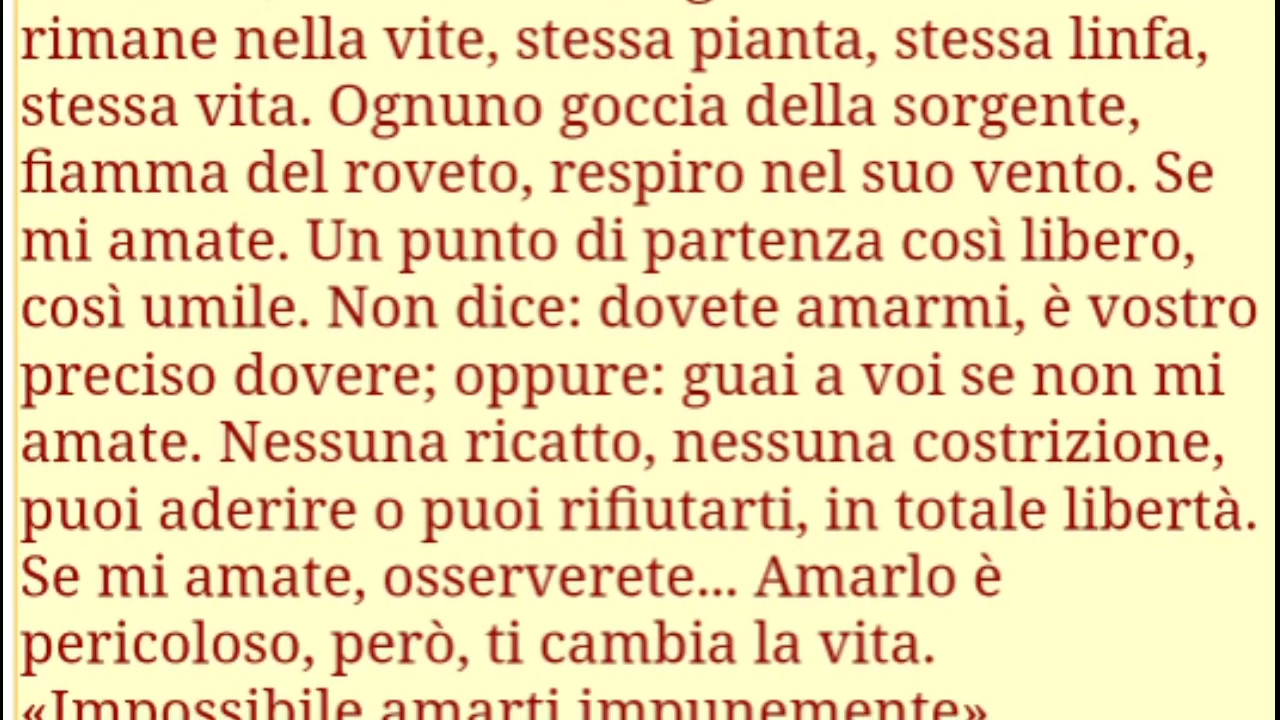 rimane nella vite, stessa pianta, stessa linfa,
stessa vita. Ognuno goccia della sorgente,
fiamma del roveto, respiro nel suo vento. Se
mi amate. Un punto di partenza così libero,
così umile. Non dice: dovete amarmi, è vostro
preciso dovere; oppure: guai a voi se non mi
amate. Nessuna ricatto, nessuna costrizione,
puoi aderire o puoi rifiutarti, in totale libertà.
Se mi amate, osserverete... Amarlo è
pericoloso, però, ti cambia la vita.
«Impossibile amarti impunemente»